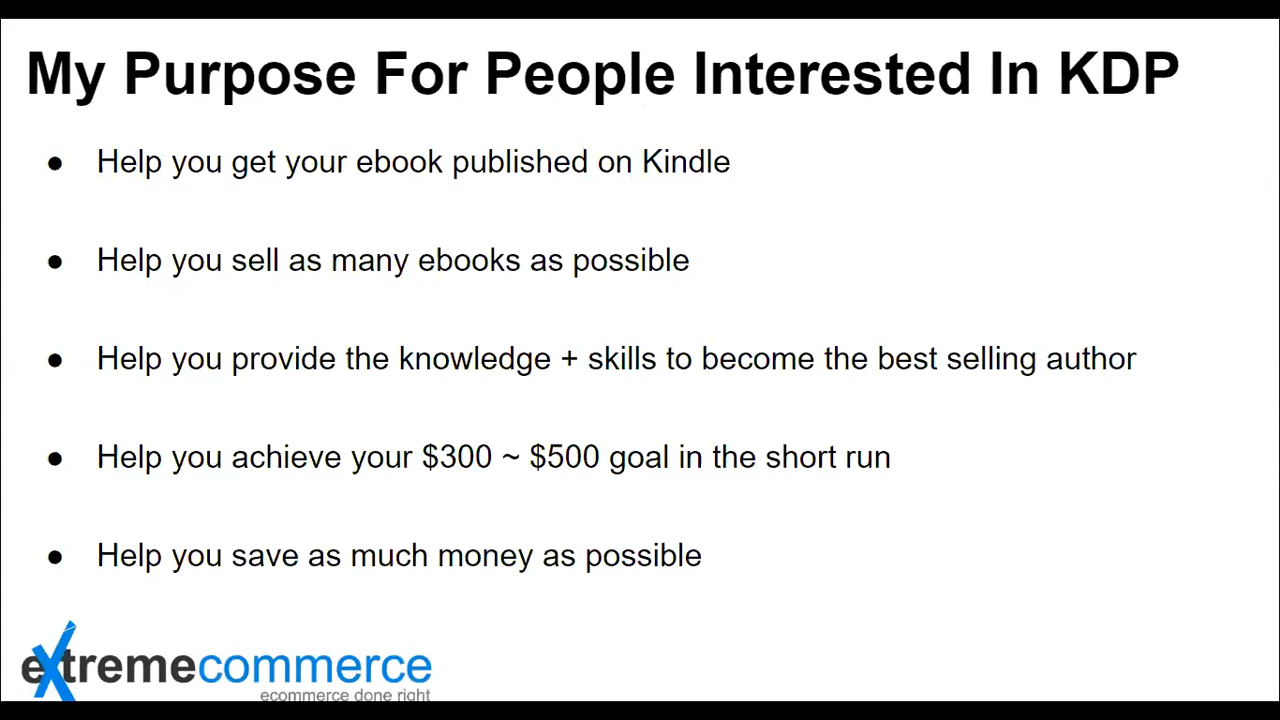 My Purpose For People Interested In KDP
● Help you get your ebook published on Kindle
● Help you sell as many ebooks as possible
● Help you provide the knowledge + skills to become the best selling author
● Help you achieve your $300 ~ $500 goal in the short run
● Help you save as much money as possible
extremecommerce
ecommerce done right